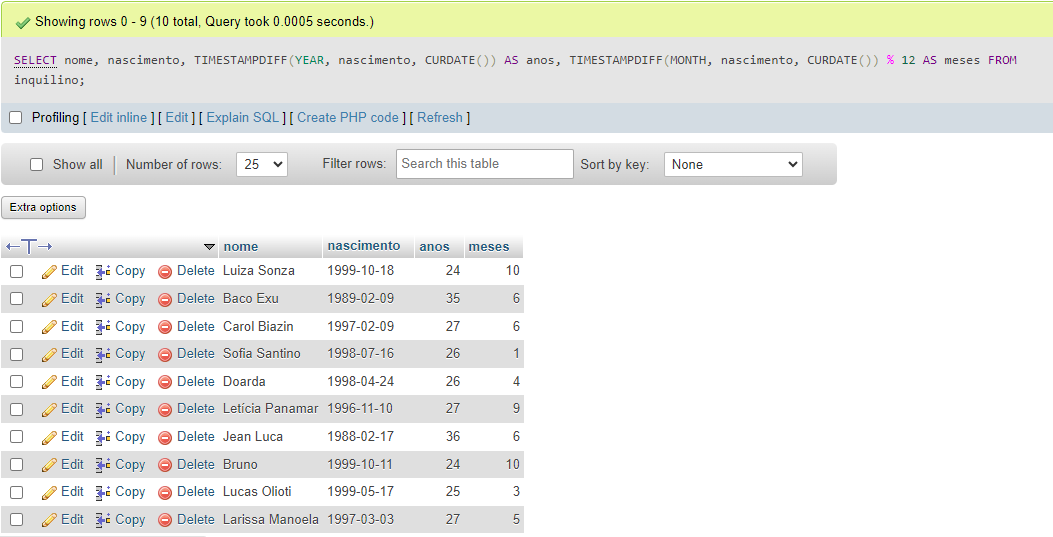 Showing rows 0 - 9 (10 total, Query took 0.0005 seconds.)
SELECT nome, nascimento, TIMESTAMPDIFF(YEAR, nascimento, CURDATE()) AS anos, TIMESTAMPDIFF(MONTH, nascimento, CURDATE()) % 12 AS meses FROM
inquilino;
Profiling [ Edit inline ] [ Edit ] [ Explain SQL ] [ Create PHP code ] [ Refresh ]
Show all Number of rows: 25 Filter rows: Search this table Sort by key: None
Extra options
nome nascimento anos meses
Edit Copy Delete Luiza Sonza 1999-10-18 24 10
Edit Copy Delete Baco Exu 1989-02-09 35 6
Edit Copy Delete Carol Biazin 1997-02-09 27 6
Edit Copy Delete Sofia Santino 1998-07-16 26 1
Edit Copy Delete Doarda 1998-04-24 26 4
Edit Copy Delete Letícia Panamar 1996-11-10 27 9
Edit Copy Delete Jean Luca 1988-02-17 36 6
Edit Copy Delete Bruno 1999-10-11 24 10
Edit Copy Delete Lucas Olioti 1999-05-17 25 3
Edit Copy Delete Larissa Manoela 1997-03-03 27 5